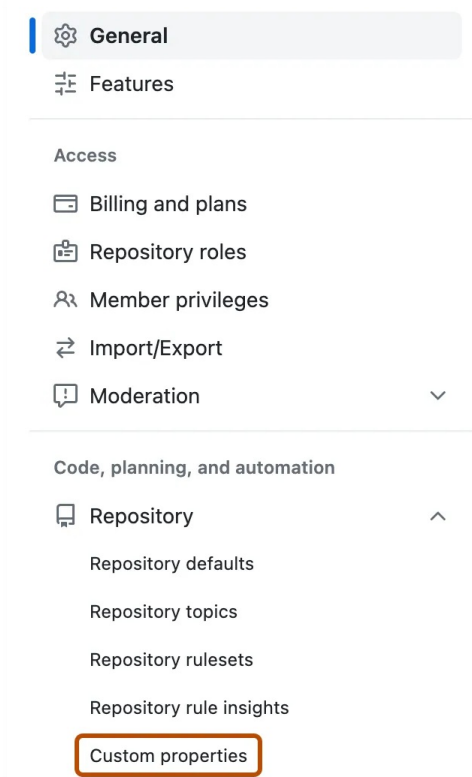 General
Features
Access
Billing and plans
Repository roles
Member privileges
Import/Export
Moderation
Code, planning, and automation
Repository
Repository defaults
Repository topics
Repository rulesets
Repository rule insights
Custom properties